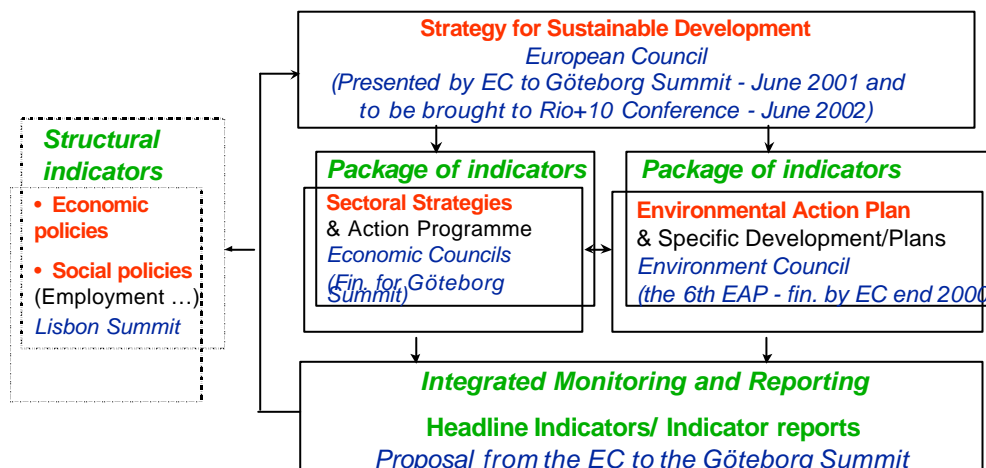 Strategy for Sustainable Development
European Council
(Presented by EC to Göteborg Summit - June 2001 and
to be brought to Rio+10 Conference - June 2002)
Structural
indicators
• Economic
policies
• Social policies
(Employment ...)
Lisbon Summit
Package of indicators
Sectoral Strategies
& Action Programme
Economic Councils
(Fin. for Göteborg
Summit)
Package of indicators
Environmental Action Plan
& Specific Development/Plans
Environment Council
(the 6th EAP - fin. by EC end 2000
Integrated Monitoring and Reporting
Headline Indicators/ Indicator reports
Proposal from the EC to the Göteborg Summit